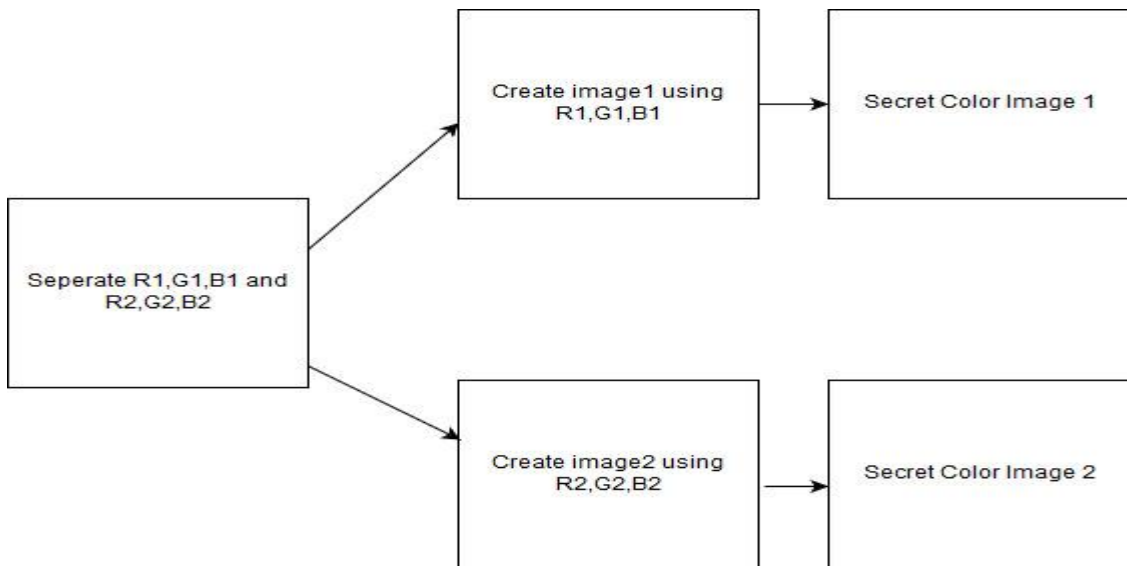 Create image1 using
R1,G1,B1
Secret Color Image 1
Seperate R1,G1,B1 and
R2,G2,B2
Create image2 using
R2,G2,B2
Secret Color Image 2